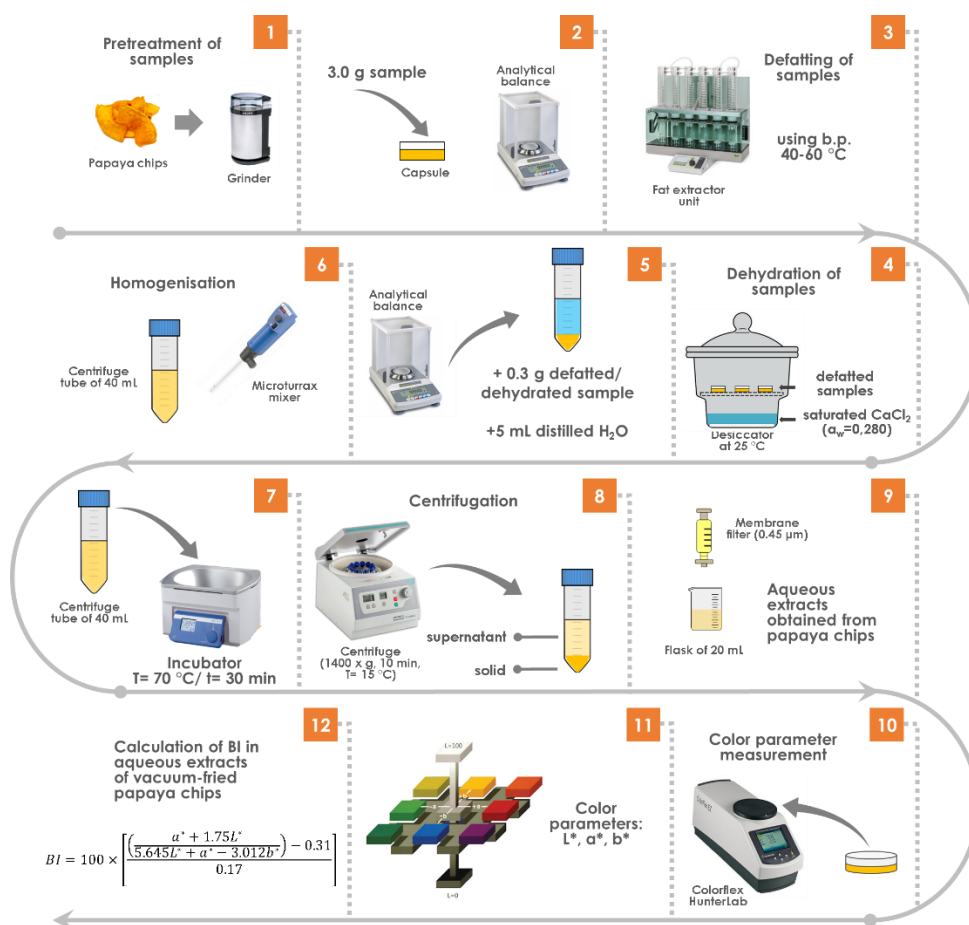 1
Pretreatment of
samples
Papaya chips
Grinder
2
3.0 g sample
Capsule
Analytical
balance
3
Defatting of
samples
using b.p.
40-60 °C
Fat extractor
unit
4
Dehydration of
samples
defatted
samples
saturated CaCl₂
(a_w=0,280)
Desiccator
at 25 °C
5
Analytical
balance
+ 0.3 g defatted/
dehydrated sample
+5 mL distilled H₂O
6
Homogenisation
Centrifuge
tube of 40 mL
Microturrax
mixer
7
Centrifuge
tube of 40 mL
Incubator
T= 70 °C/ t= 30 min
8
Centrifugation
Centrifuge
(1400 x g, 10 min,
T= 15 °C)
supernatant
solid
9
Membrane
filter (0.45 µm)
Flask of 20 mL
Aqueous
extracts
obtained from
papaya chips
10
Color parameter
measurement
Colorflex
HunterLab
11
L=100
-b
-a
+a
-b
L=0
Color
parameters:
L*, a*, b*
12
Calculation of BI in
aqueous extracts
of vacuum-fried
papaya chips
BI = 100 × [((a* + 1.75L*)/(5.645L* + a* − 3.012b*) − 0.31)/0.17]